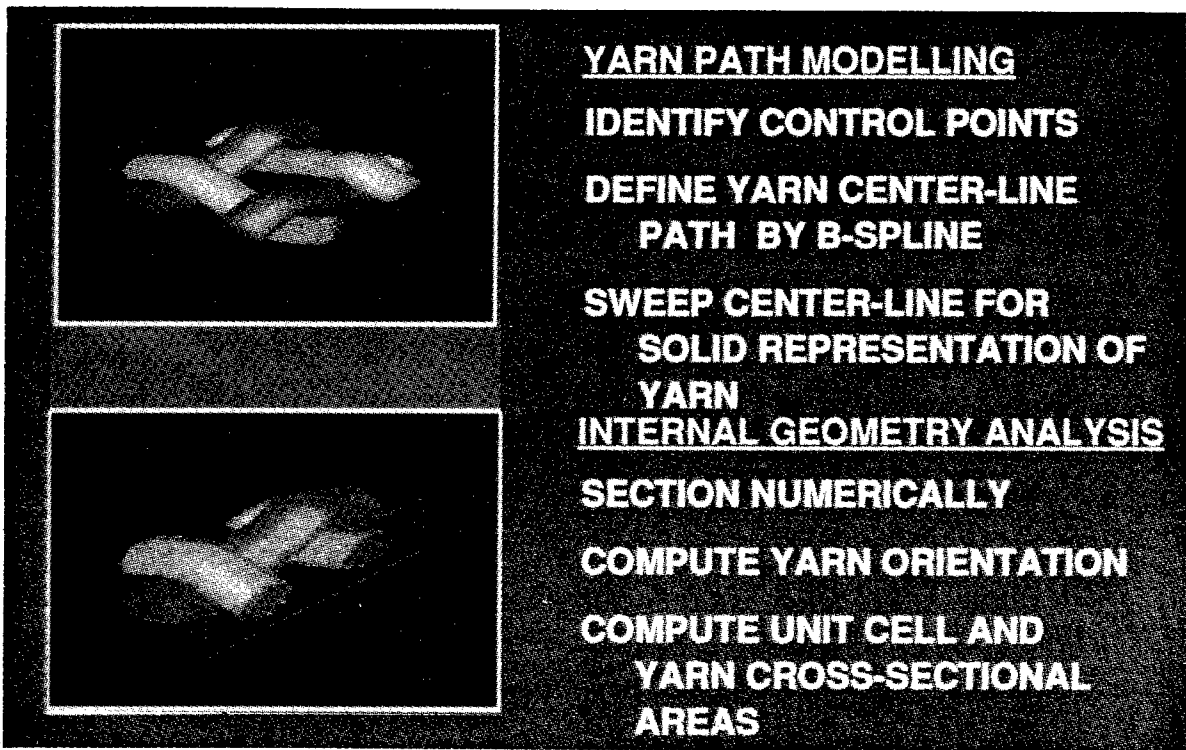 YARN PATH MODELLING
IDENTIFY CONTROL POINTS
DEFINE YARN CENTER-LINE
PATH BY B-SPLINE
SWEEP CENTER-LINE FOR
SOLID REPRESENTATION OF
YARN
INTERNAL GEOMETRY ANALYSIS
SECTION NUMERICALLY
COMPUTE YARN ORIENTATION
COMPUTE UNIT CELL AND
YARN CROSS-SECTIONAL
AREAS